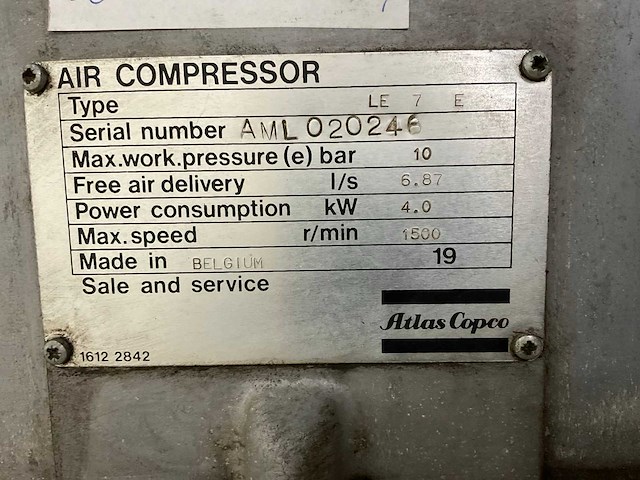 AIR COMPRESSOR
Type LE 7 E
Serial number AML 020246
Max.work.pressure (e) bar 10
Free air delivery l/s 6.87
Power consumption kW 4.0
Max. speed r/min 1500
Made in BELGIUM 19
Sale and service
Atlas Copco
1612 2842